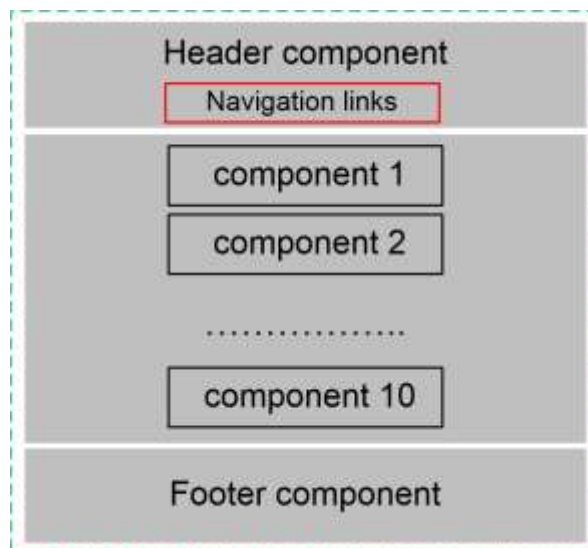 Header component
Navigation links
component 1
component 2
..................
component 10
Footer component